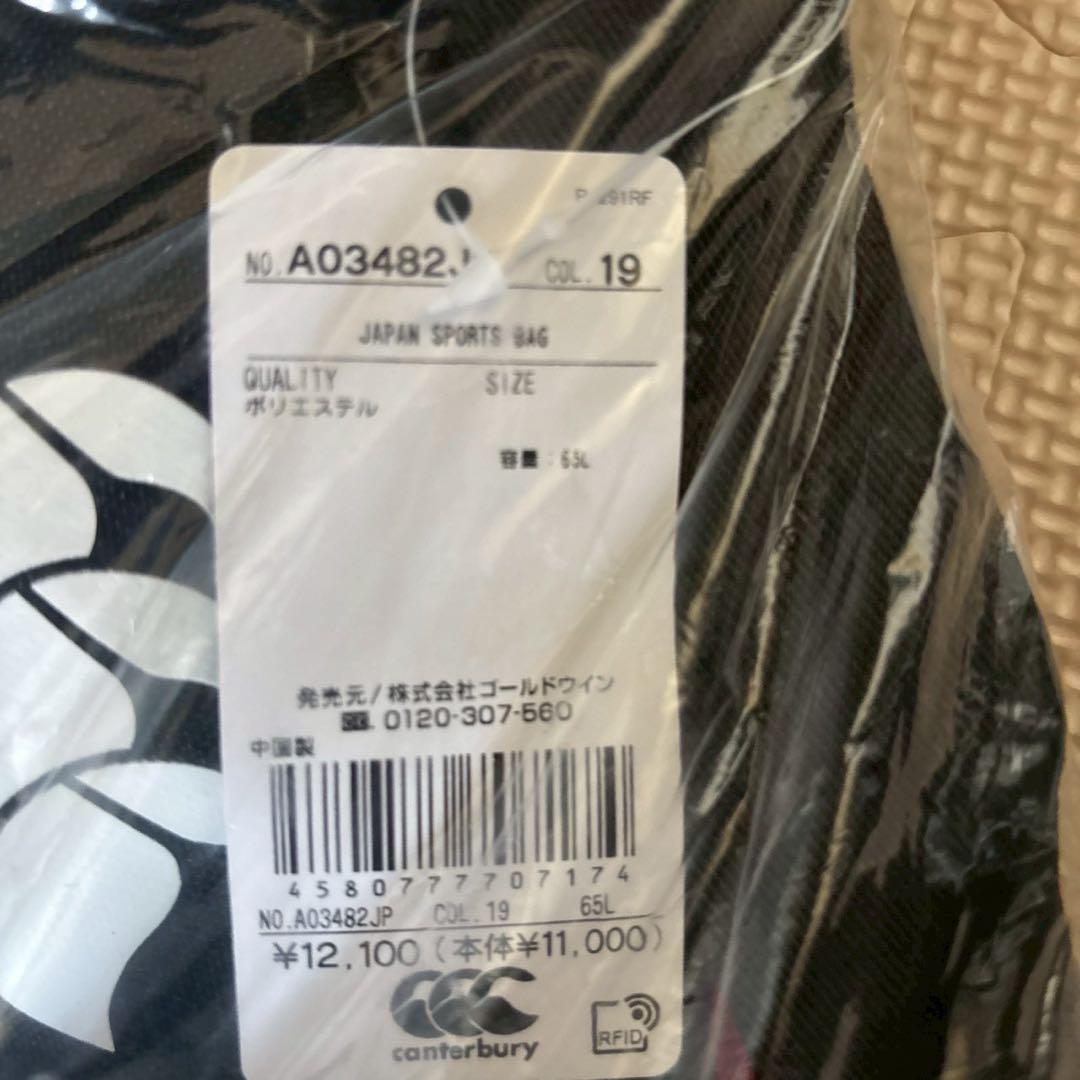 NO. A03482J COL. 19
JAPAN SPORTS BAG
QUALITY SIZE
ポリエステル
容量:65L
発売元/株式会社ゴールドウイン
0120-307-560
中国製
4580777707174
NO.A03482JP COL.19 65L
¥12,100(本体¥11,000)
canterbury
RFID